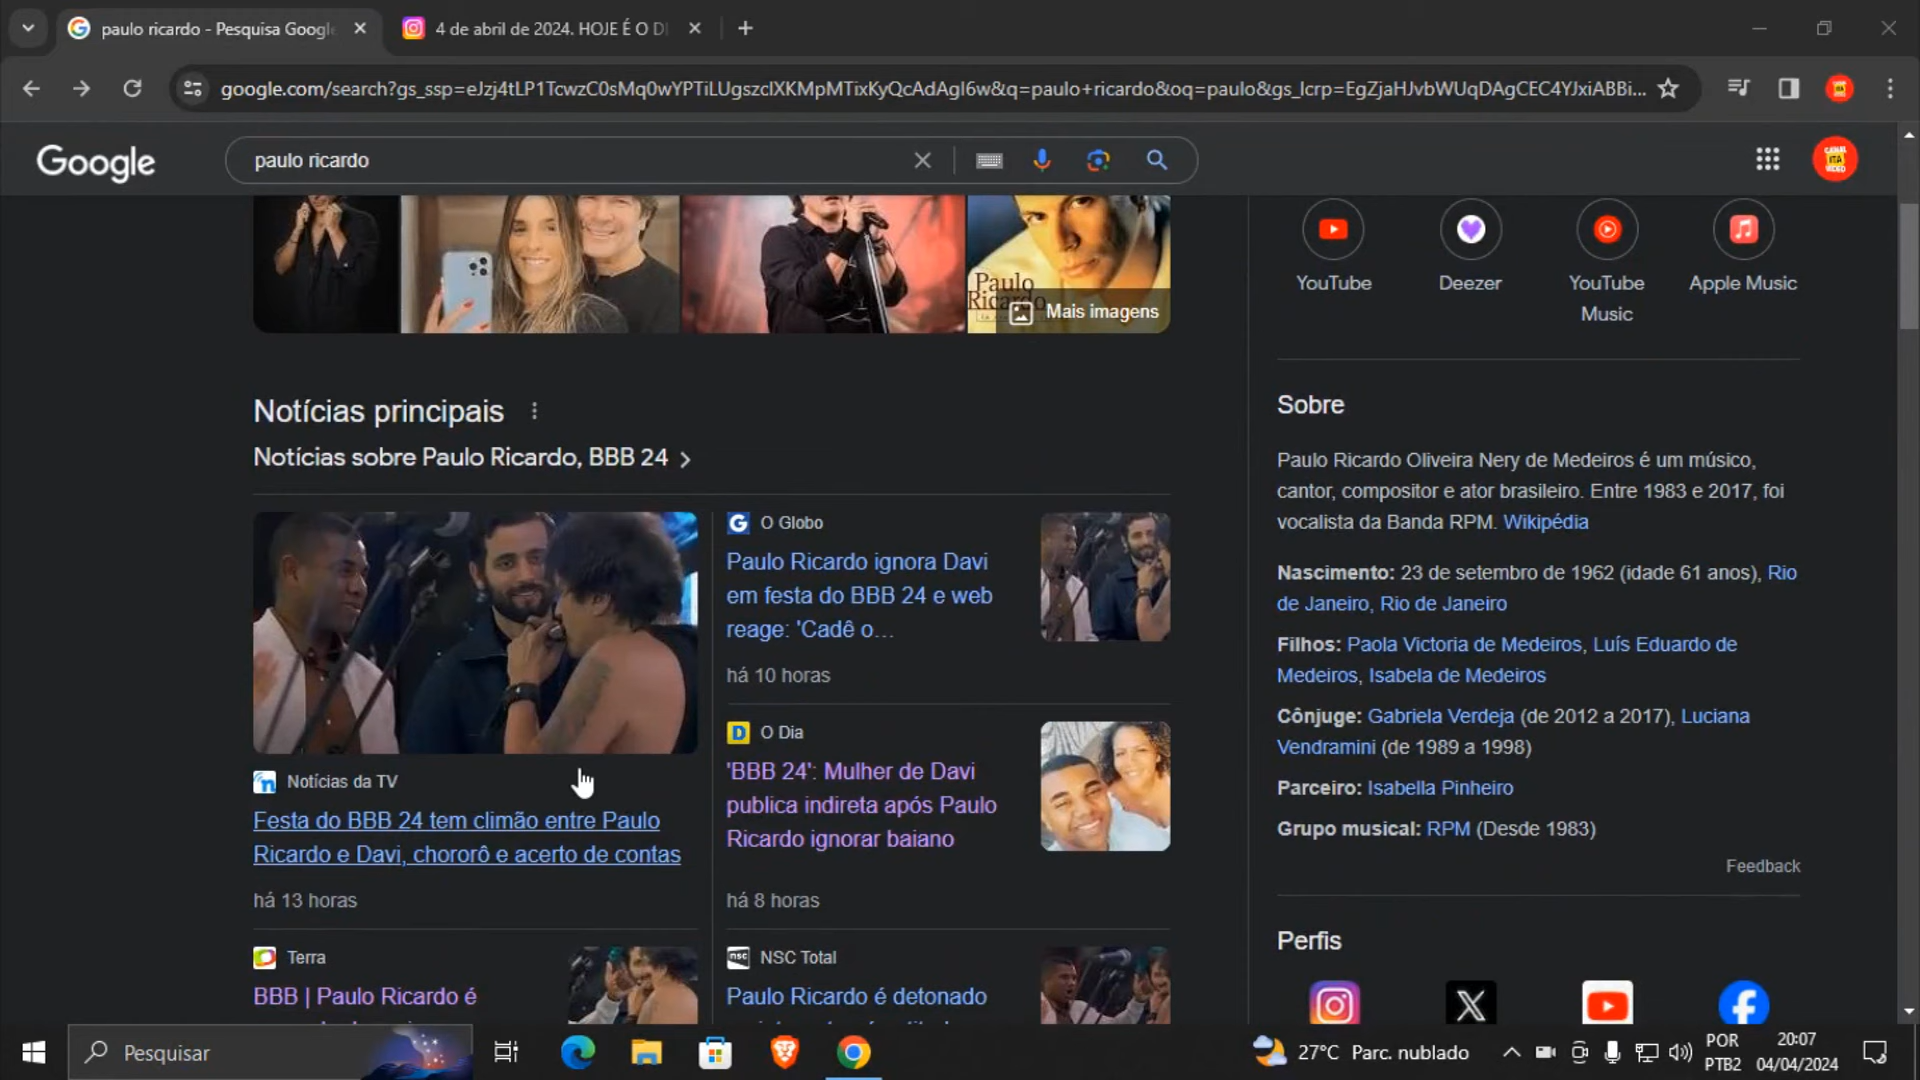 paulo ricardo - Pesquisa Google
4 de abril de 2024. HOJE É O D
google.com/search?gs_ssp=eJzj4tLP1TcwzC0sMq0wYPTiLUgszclXKMpMTixKyQcAdAgI6w&q=paulo+ricardo&oq=paulo&gs_lcrp=EgZjaHJvbWUqDAgCEC4YJxiABBi...
Google
paulo ricardo
CANAL
ITA
VIDEO
Paulo
Ricardo
Mais imagens
Notícias principais
Notícias sobre Paulo Ricardo, BBB 24
Notícias da TV
Festa do BBB 24 tem climão entre Paulo
Ricardo e Davi, chororô e acerto de contas
há 13 horas
O Globo
Paulo Ricardo ignora Davi
em festa do BBB 24 e web
reage: 'Cadê o...
há 10 horas
O Dia
'BBB 24': Mulher de Davi
publica indireta após Paulo
Ricardo ignorar baiano
há 8 horas
Terra
BBB | Paulo Ricardo é
nsc
NSC Total
Paulo Ricardo é detonado
YouTube
Deezer
YouTube
Music
Apple Music
Sobre
Paulo Ricardo Oliveira Nery de Medeiros é um músico,
cantor, compositor e ator brasileiro. Entre 1983 e 2017, foi
vocalista da Banda RPM. Wikipédia
Nascimento: 23 de setembro de 1962 (idade 61 anos), Rio
de Janeiro, Rio de Janeiro
Filhos: Paola Victoria de Medeiros, Luís Eduardo de
Medeiros, Isabela de Medeiros
Cônjuge: Gabriela Verdeja (de 2012 a 2017), Luciana
Vendramini (de 1989 a 1998)
Parceiro: Isabella Pinheiro
Grupo musical: RPM (Desde 1983)
Feedback
Perfis
Pesquisar
27°C Parc. nublado
POR
PTB2
20:07
04/04/2024